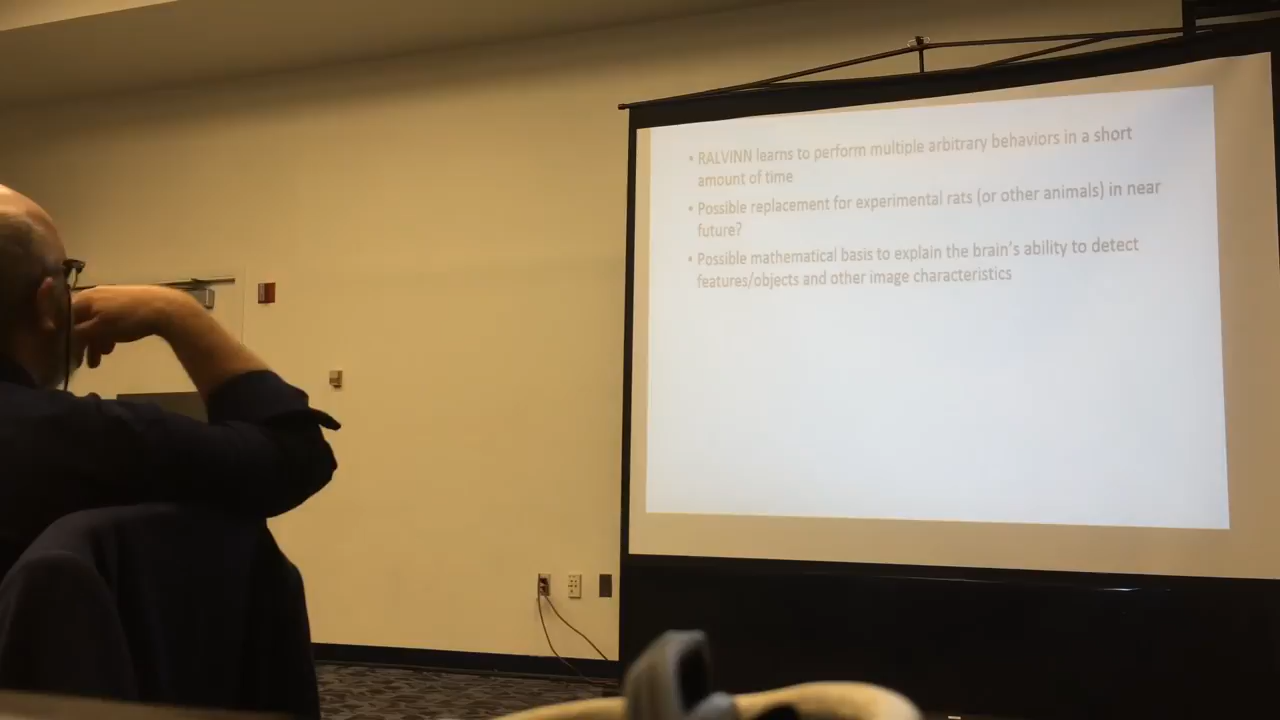 • RALVINN learns to perform multiple arbitrary behaviors in a short
amount of time
• Possible replacement for experimental rats (or other animals) in near
future?
• Possible mathematical basis to explain the brain's ability to detect
features/objects and other image characteristics